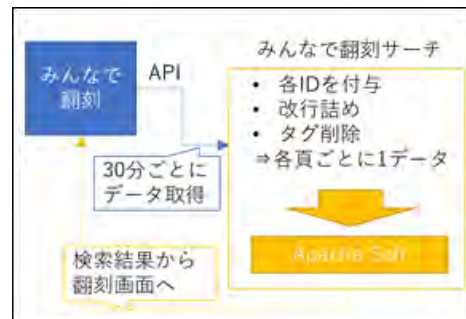 みんなで
翻刻
API
30分ごとに
データ取得
検索結果から
翻刻画面へ
みんなで翻刻サーチ
• 各IDを付与
• 改行詰め
• タグ削除
⇒各頁ごとに1データ
Apache Solr